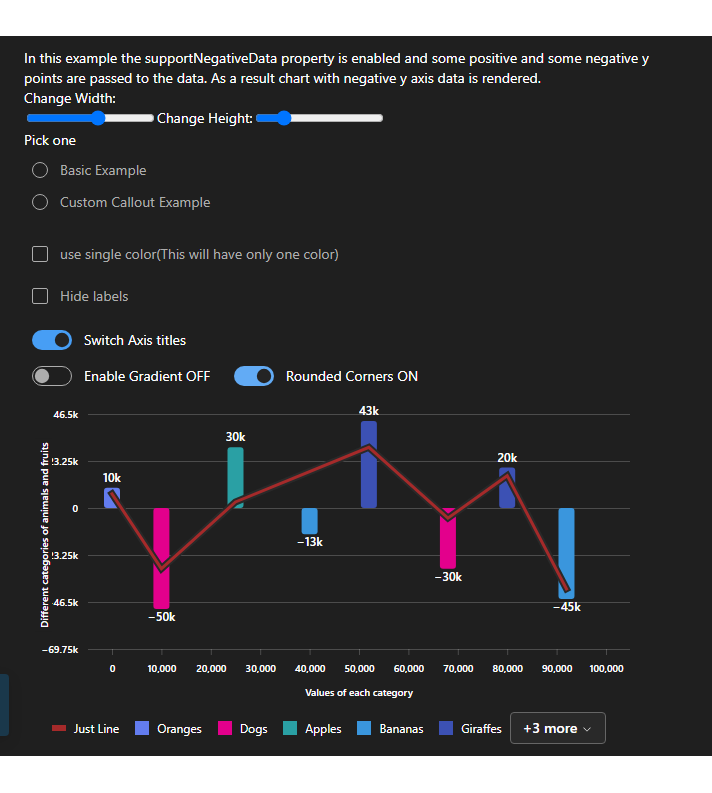 In this example the supportNegativeData property is enabled and some positive and some negative y
points are passed to the data. As a result chart with negative y axis data is rendered.
Change Width:
Change Height:
Pick one
Basic Example
Custom Callout Example
use single color(This will have only one color)
Hide labels
Switch Axis titles
Enable Gradient OFF Rounded Corners ON
Different categories of animals and fruits
46.5k
3.25k
0
3.25k
-46.5k
−69.75k
10k
−50k
30k
−13k
43k
−30k
20k
−45k
0 10,000 20,000 30,000 40,000 50,000 60,000 70,000 80,000 90,000 100,000
Values of each category
Just Line Oranges Dogs Apples Bananas Giraffes +3 more